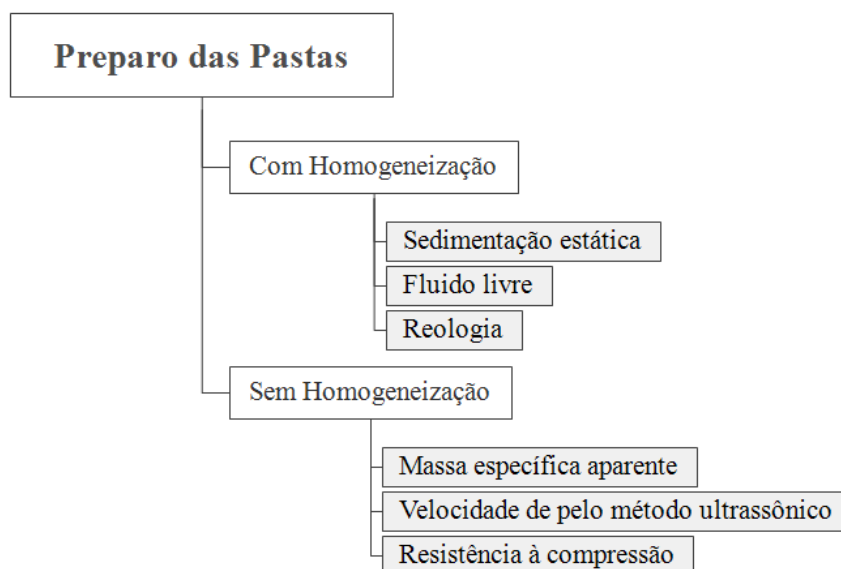 Preparo das Pastas
Com Homogeneização
Sedimentação estática
Fluido livre
Reologia
Sem Homogeneização
Massa específica aparente
Velocidade de pelo método ultrassônico
Resistência à compressão